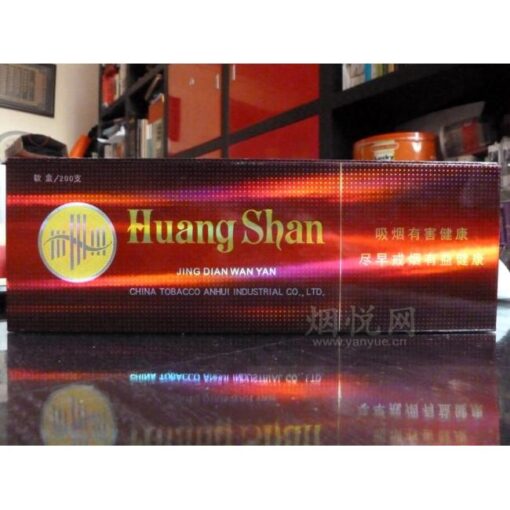 软盒/200支
Huang Shan
JING DIAN WAN YAN
CHINA TOBACCO ANHUI INDUSTRIAL CO., LTD.
吸烟有害健康
尽早戒烟有益健康
烟悦网
www.yanyue.cn